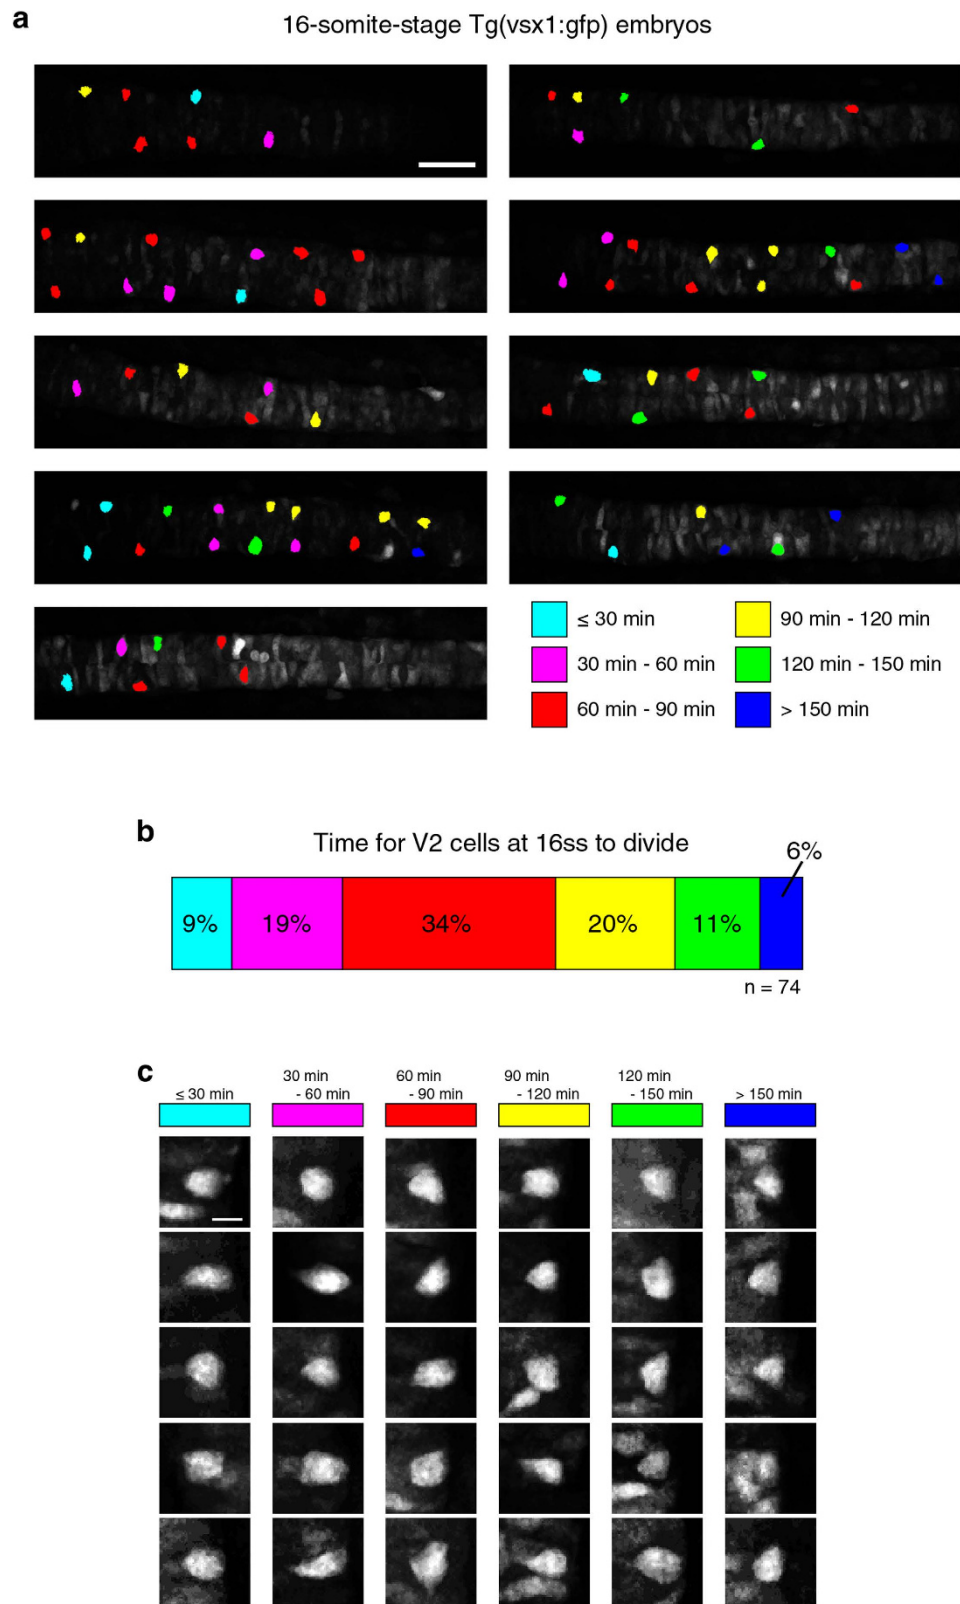 a
16-somite-stage Tg(vsx1:gfp) embryos
≤ 30 min
30 min - 60 min
60 min - 90 min
90 min - 120 min
120 min - 150 min
> 150 min
b
Time for V2 cells at 16ss to divide
6%
9%
19%
34%
20%
11%
n = 74
c
≤ 30 min
30 min
- 60 min
60 min
- 90 min
90 min
- 120 min
120 min
- 150 min
> 150 min